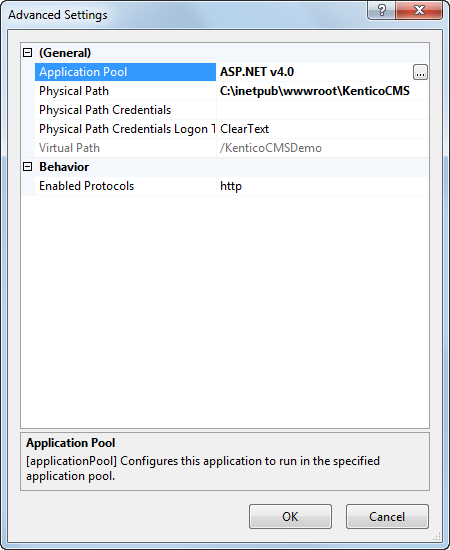 Advanced Settings
(General)
Application Pool ASP.NET v4.0 ...
Physical Path C:\inetpub\wwwroot\KenticoCMS
Physical Path Credentials
Physical Path Credentials Logon T ClearText
Virtual Path /KenticoCMSDemo
Behavior
Enabled Protocols http
Application Pool
[applicationPool] Configures this application to run in the specified
application pool.
OK Cancel